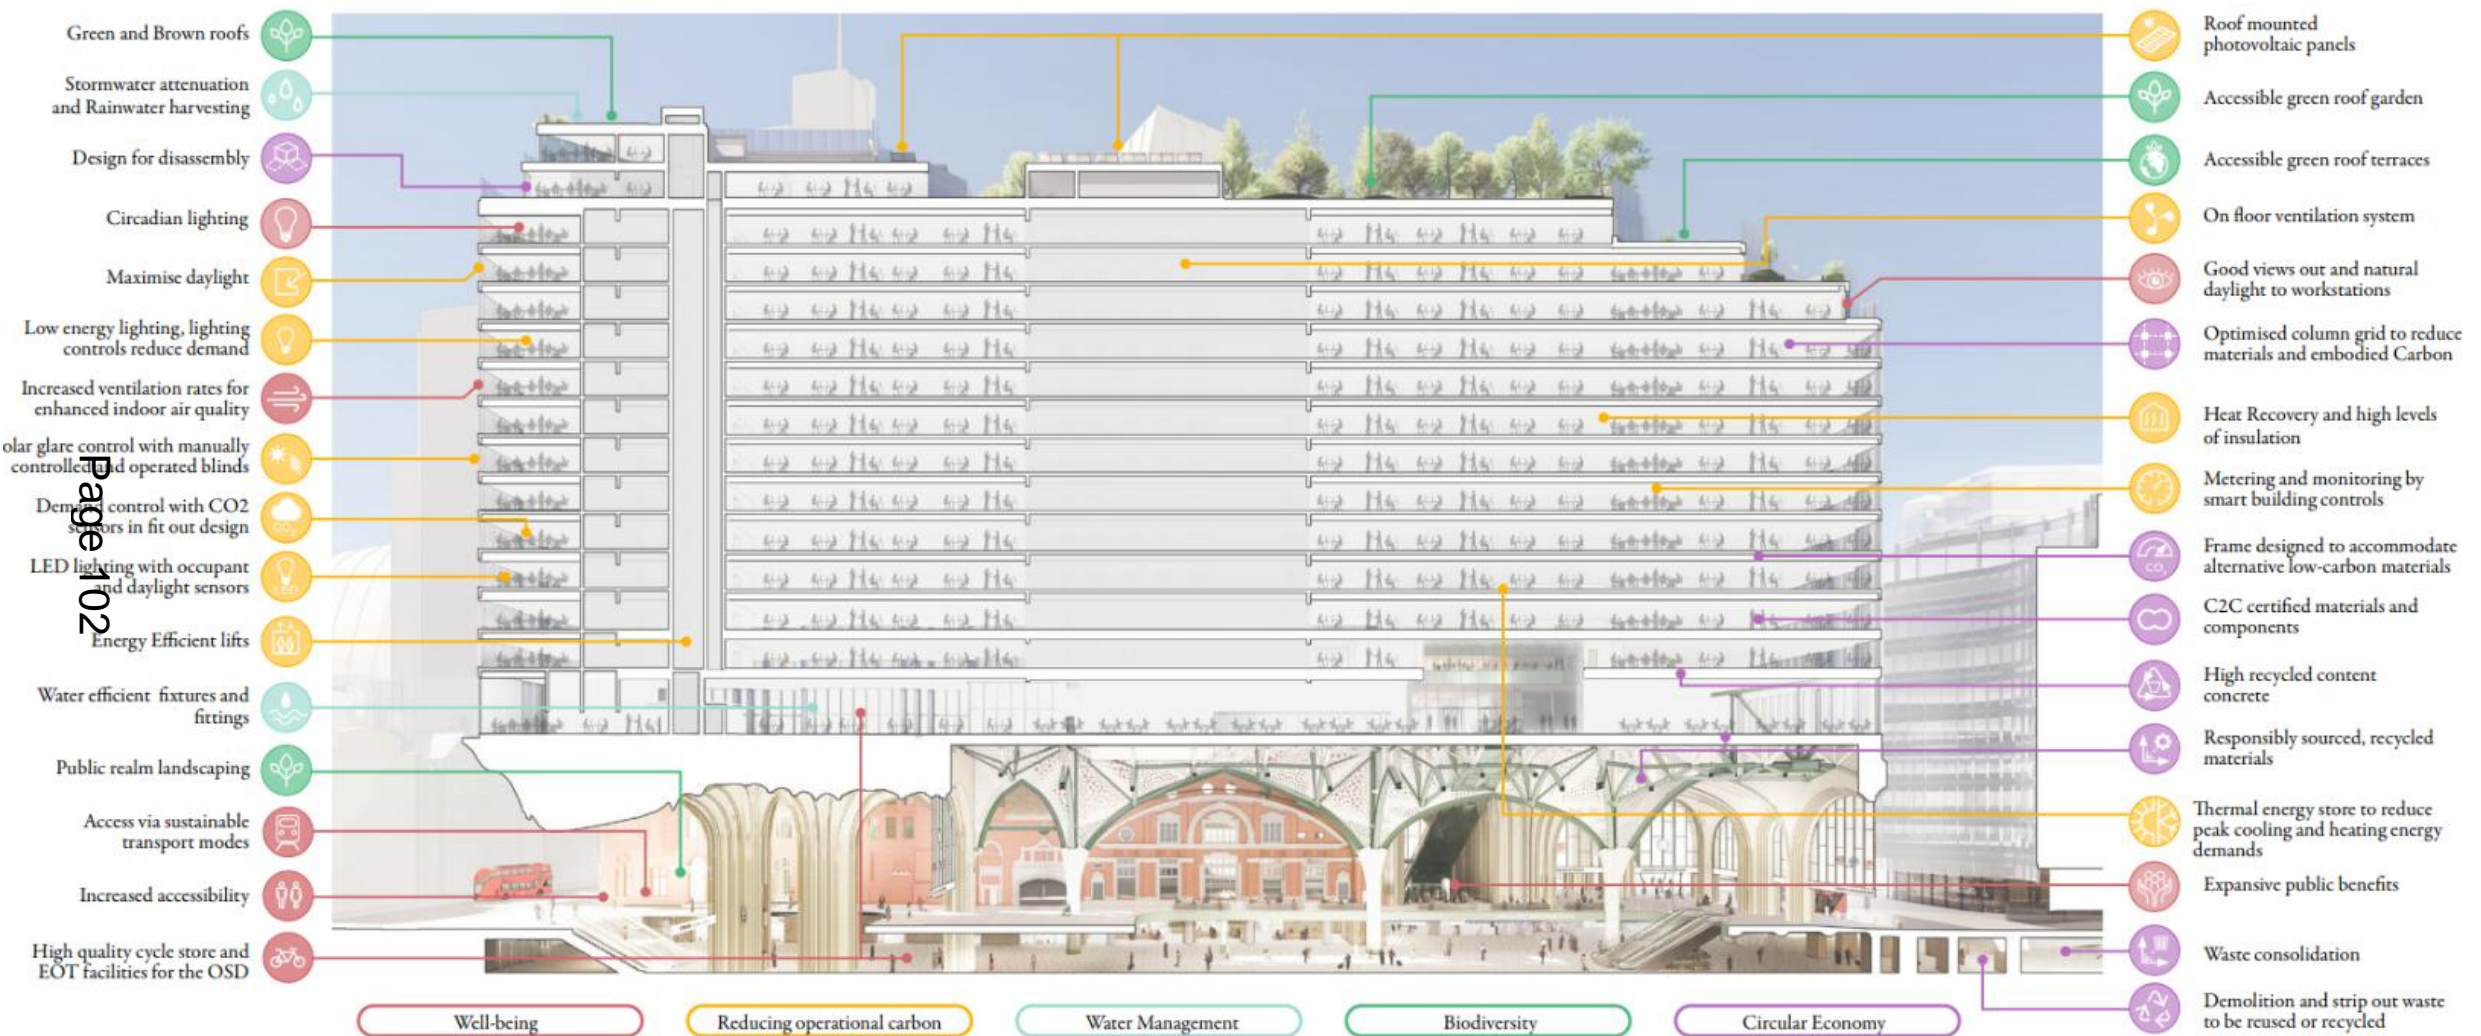 Green and Brown roofs
Stormwater attenuation
and Rainwater harvesting
Design for disassembly
Circadian lighting
Maximise daylight
Low energy lighting, lighting
controls reduce demand
Increased ventilation rates for
enhanced indoor air quality
olar glare control with manually
controlled and operated blinds
Demand control with CO2
sensors in fit out design
LED lighting with occupant
and daylight sensors
Energy Efficient lifts
Water efficient fixtures and
fittings
Public realm landscaping
Access via sustainable
transport modes
Increased accessibility
High quality cycle store and
EOT facilities for the OSD
Page 102
CO2
LED
Roof mounted
photovoltaic panels
Accessible green roof garden
Accessible green roof terraces
On floor ventilation system
Good views out and natural
daylight to workstations
Optimised column grid to reduce
materials and embodied Carbon
Heat Recovery and high levels
of insulation
Metering and monitoring by
smart building controls
Frame designed to accommodate
alternative low-carbon materials
CO2
C2C certified materials and
components
High recycled content
concrete
Responsibly sourced, recycled
materials
Thermal energy store to reduce
peak cooling and heating energy
demands
Expansive public benefits
Waste consolidation
Demolition and strip out waste
to be reused or recycled
Well-being
Reducing operational carbon
Water Management
Biodiversity
Circular Economy